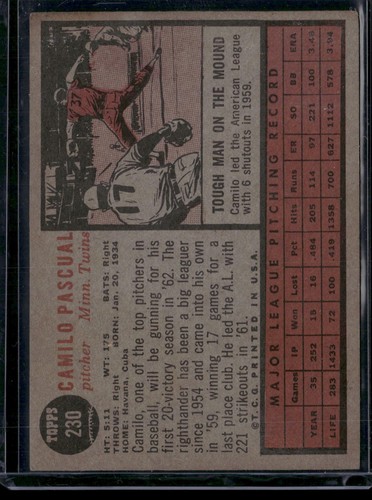 TOPPS
230
CAMILO PASCUAL
pitcher Minn. Twins
HT: 5:11 WT: 175 BATS: Right
THROWS: Right BORN: Jan. 20, 1934
HOME: Havana, Cuba
Camilo, one of the top pitchers in
baseball, will be gunning for his
first 20-victory season in '62. The
righthander has been a big leaguer
since 1954 and came into his own
in '59, winning 17 games for a
last place club. He led the A.L. with
221 strikeouts in '61.
©T.C.G. PRINTED IN U.S.A.
TOUGH MAN ON THE MOUND
Camilo led the American League
with 6 shutouts in 1959.
MAJOR LEAGUE PITCHING RECORD
Games IP Won Lost Pct Hits Runs ER SO BB ERA
YEAR 35 252 15 16 .484 205 114 97 221 100 3.46
LIFE 283 1433 72 100 .419 1358 700 627 1112 578 3.94